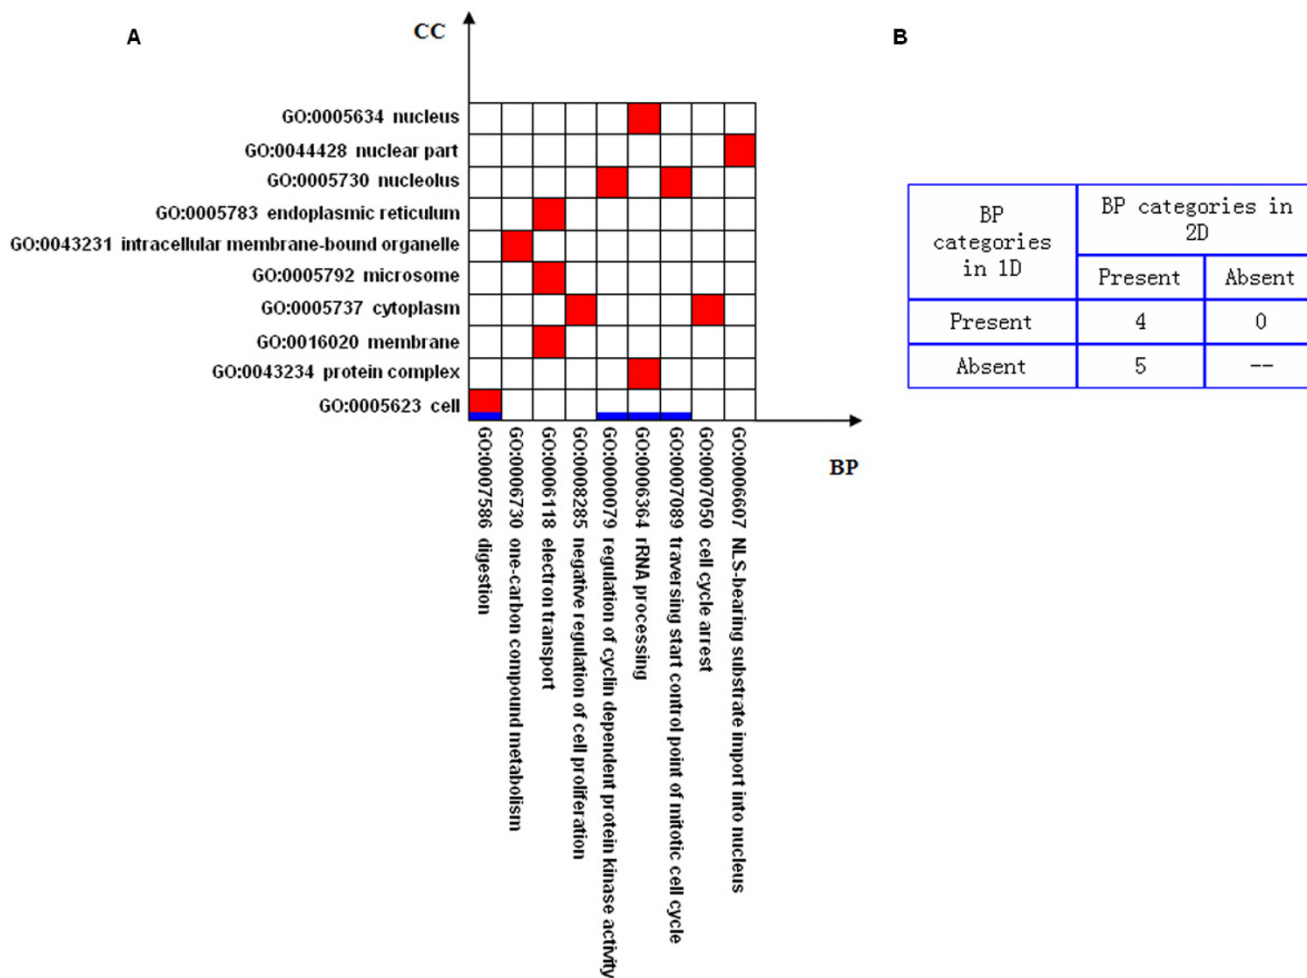 A
CC
B
GO:0005634 nucleus
GO:0044428 nuclear part
GO:0005730 nucleolus
GO:0005783 endoplasmic reticulum
GO:0043231 intracellular membrane-bound organelle
GO:0005792 microsome
GO:0005737 cytoplasm
GO:0016020 membrane
GO:0043234 protein complex
GO:0005623 cell
BP
GO:0007586 digestion
GO:0006730 one-carbon compound metabolism
GO:0006118 electron transport
GO:0008285 negative regulation of cell proliferation
GO:0000079 regulation of cyclin dependent protein kinase activity
GO:0006364 rRNA processing
GO:0007089 traversing start control point of mitotic cell cycle
GO:0007050 cell cycle arrest
GO:0006607 NLS-bearing substrate import into nucleus
BP
categories
in 1D
BP categories in
2D
Present Absent
Present 4 0
Absent 5 --